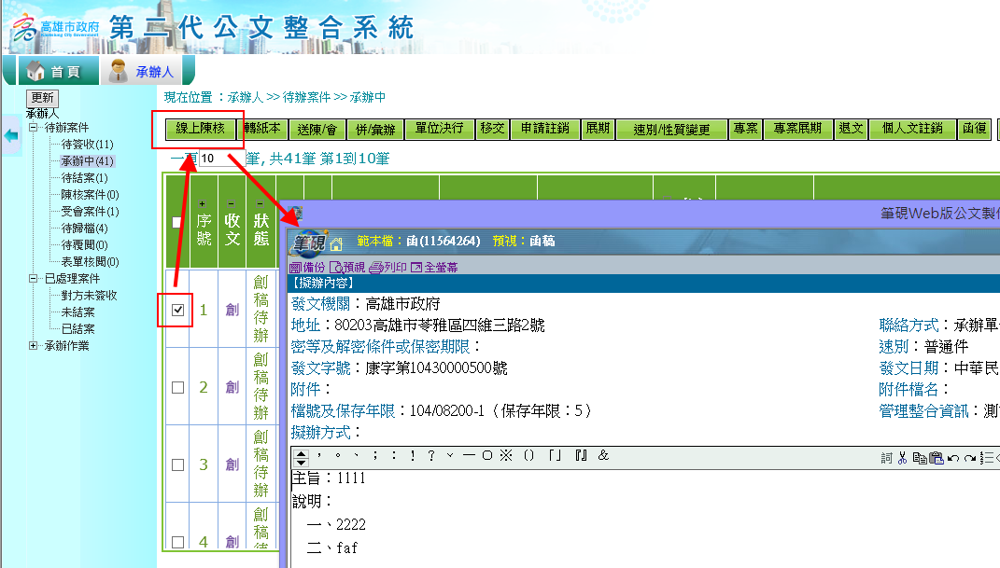 高雄市政府 第二代公文整合系統
Kaohsiung City Government
首頁 承辦人
更新
承辦人
待辦案件
待簽收(11)
承辦中(41)
待結案(1)
陳核案件(0)
受會案件(1)
待歸檔(4)
待覆閱(0)
表單核閱(0)
已處理案件
對方未簽收
未結案
已結案
承辦作業
現在位置：承辦人>>待辦案件>>承辦中
線上陳核 轉紙本 送陳/會 併/彙辦 單位決行 移交 申請註銷 展期 速別/性質變更 專案 專案展期 退文 個人文註銷 函復
一頁 10 筆, 共41筆 第1到10筆
序號 收文 狀態
1 創 創稿待辦
2 創 創稿待辦
3 創 創稿待辦
4 創 創稿待
筆硯Web版公文製作
筆硯 範本檔：函(11564264) 預視：函稿
備份 預視 列印 全螢幕
【擬辦內容】
發文機關：高雄市政府
地址：80203高雄市苓雅區四維三路2號 聯絡方式：承辦單
密等及解密條件或保密期限： 速別：普通件
發文字號：康字第10430000500號 發文日期：中華民
附件： 附件檔名：
檔號及保存年限：104/08200-1（保存年限：5） 管理整合資訊：測
擬辦方式：
， 。 、 ； ： ！ ？ ﹀ — ○ ※ （） 「」 『』 & 詞
主旨：1111
說明：
一、2222
二、faf